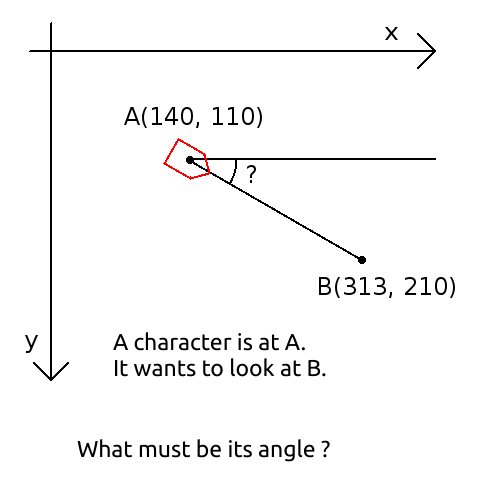 x
A(140, 110)
?
B(313, 210)
y
A character is at A.
It wants to look at B.
What must be its angle ?